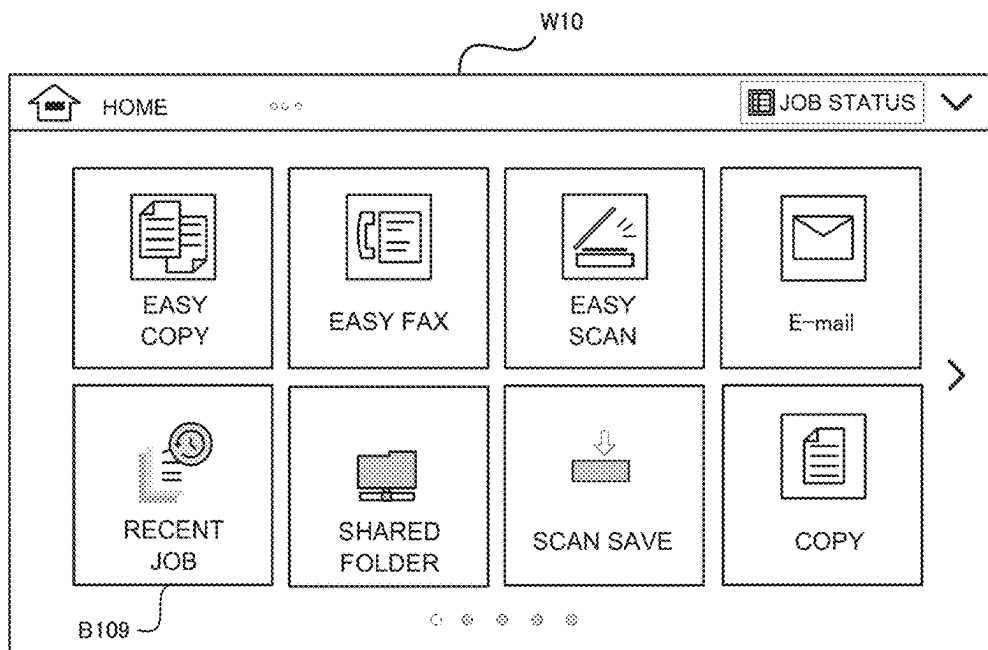 W10
HOME
JOB STATUS
EASY
COPY
EASY FAX
EASY
SCAN
E-mail
RECENT
JOB
SHARED
FOLDER
SCAN SAVE
COPY
B109